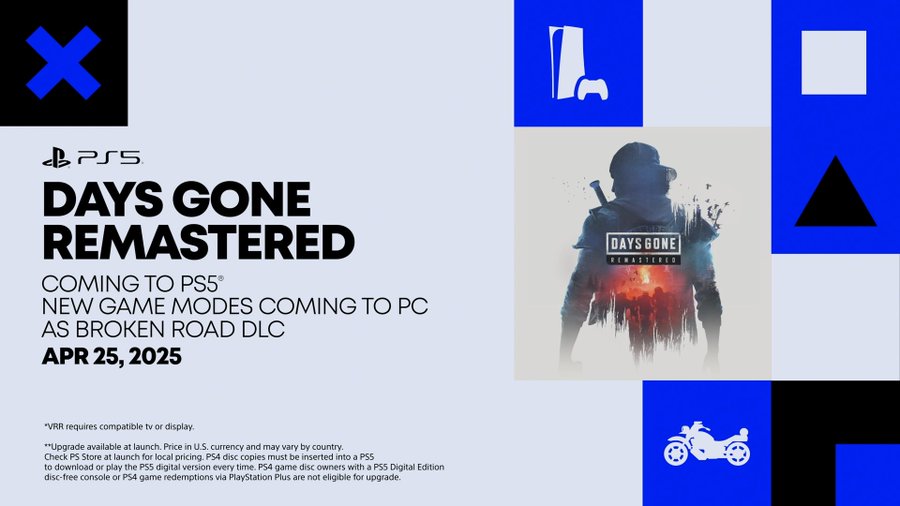 PS5
DAYS GONE
REMASTERED
COMING TO PS5®
NEW GAME MODES COMING TO PC
AS BROKEN ROAD DLC
APR 25, 2025
DAYS GONE
REMASTERED
*VRR requires compatible tv or display.
**Upgrade available at launch. Price in U.S. currency and may vary by country.
Check PS Store at launch for local pricing. PS4 disc copies must be inserted into a PS5
to download or play the PS5 digital version every time. PS4 game disc owners with a PS5 Digital Edition
disc-free console or PS4 game redemptions via PlayStation Plus are not eligible for upgrade.